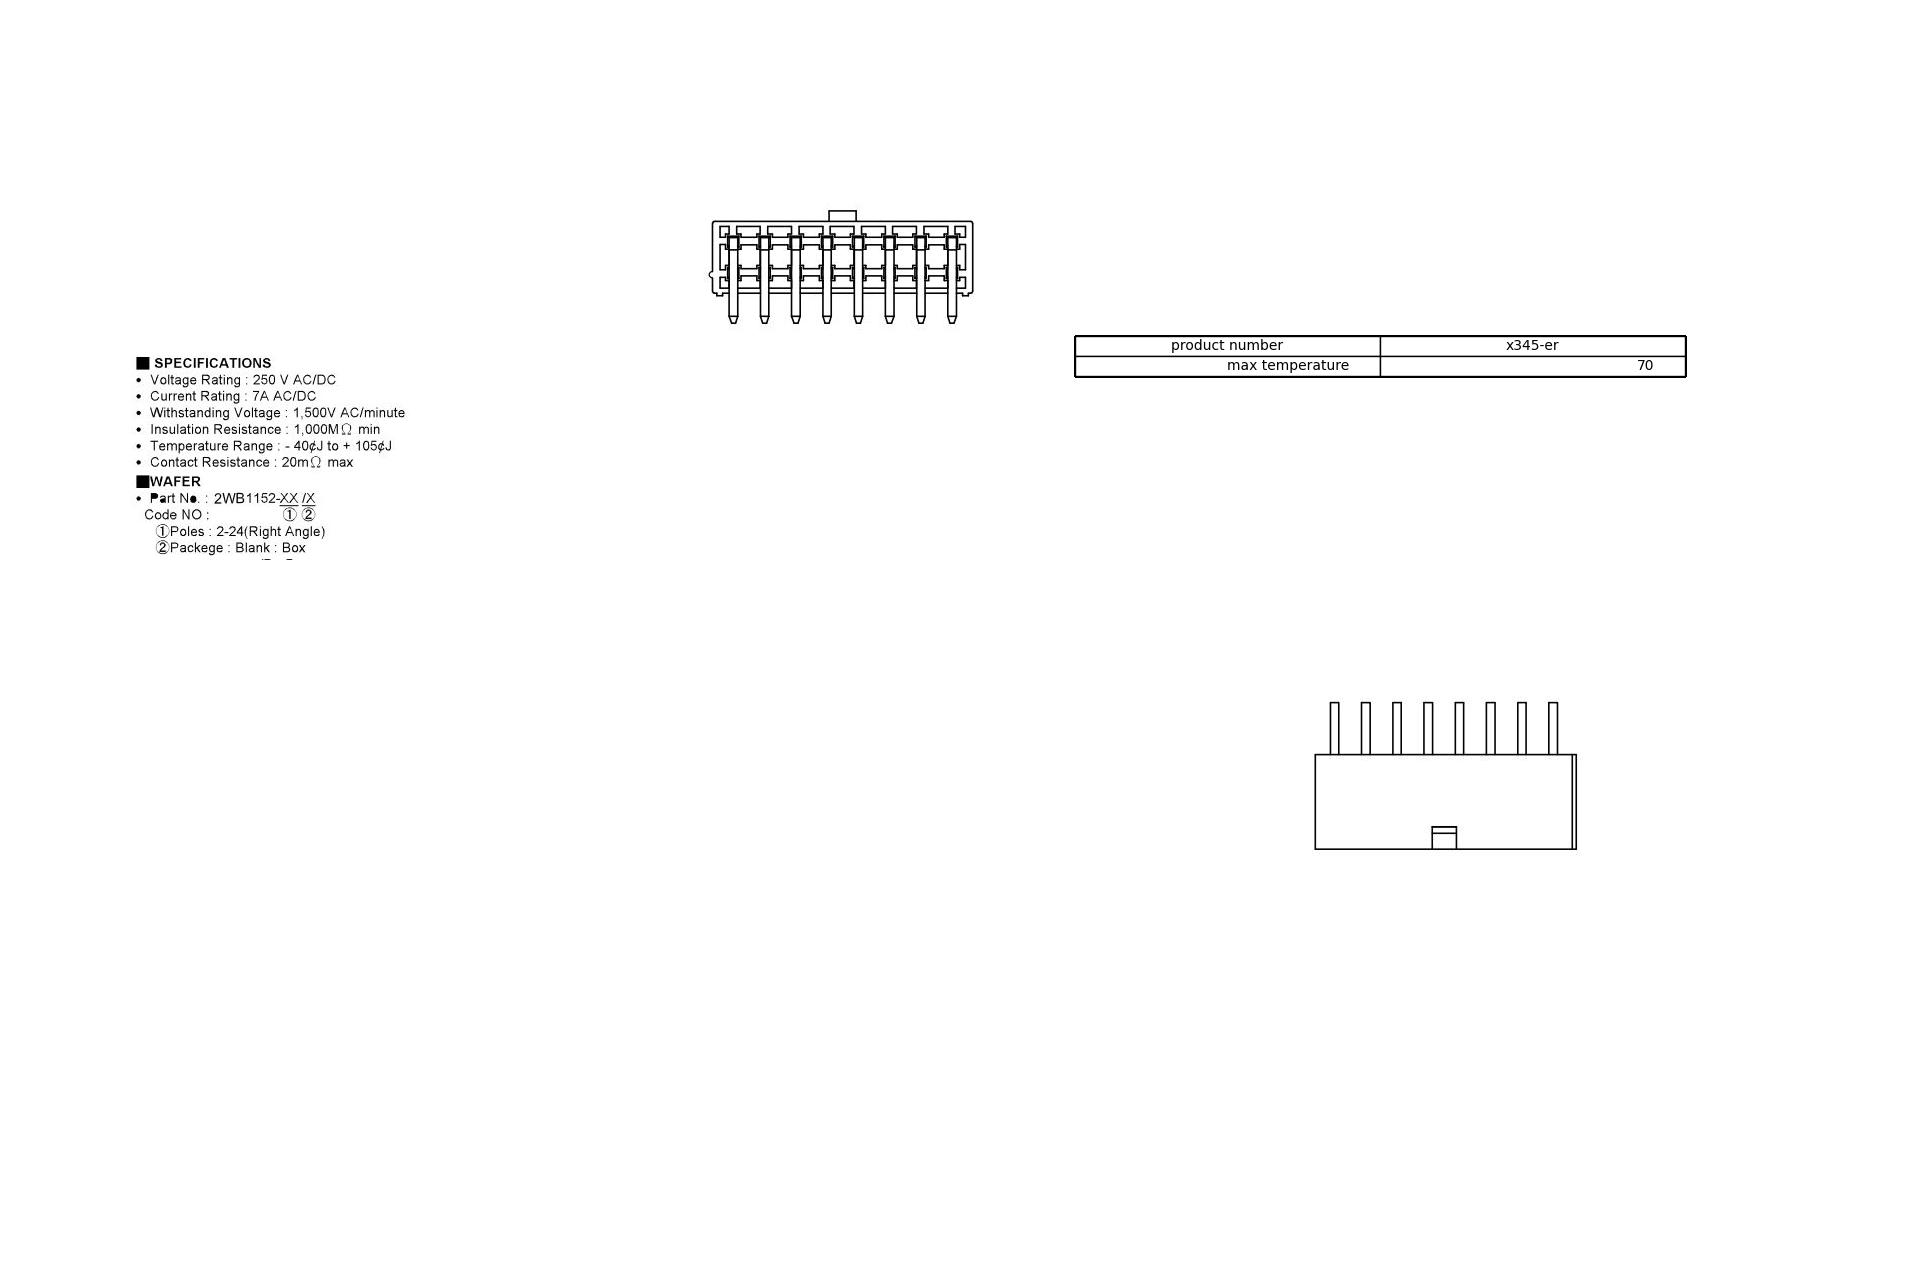 ■ SPECIFICATIONS
• Voltage Rating : 250 V AC/DC
• Current Rating : 7A AC/DC
• Withstanding Voltage : 1,500V AC/minute
• Insulation Resistance : 1,000MΩ min
• Temperature Range : - 40¢J to + 105¢J
• Contact Resistance : 20mΩ max
■WAFER
• Part No. : 2WB1152-XX /X
Code NO : ① ②
①Poles : 2-24(Right Angle)
②Packege : Blank : Box
product number x345-er
max temperature 70